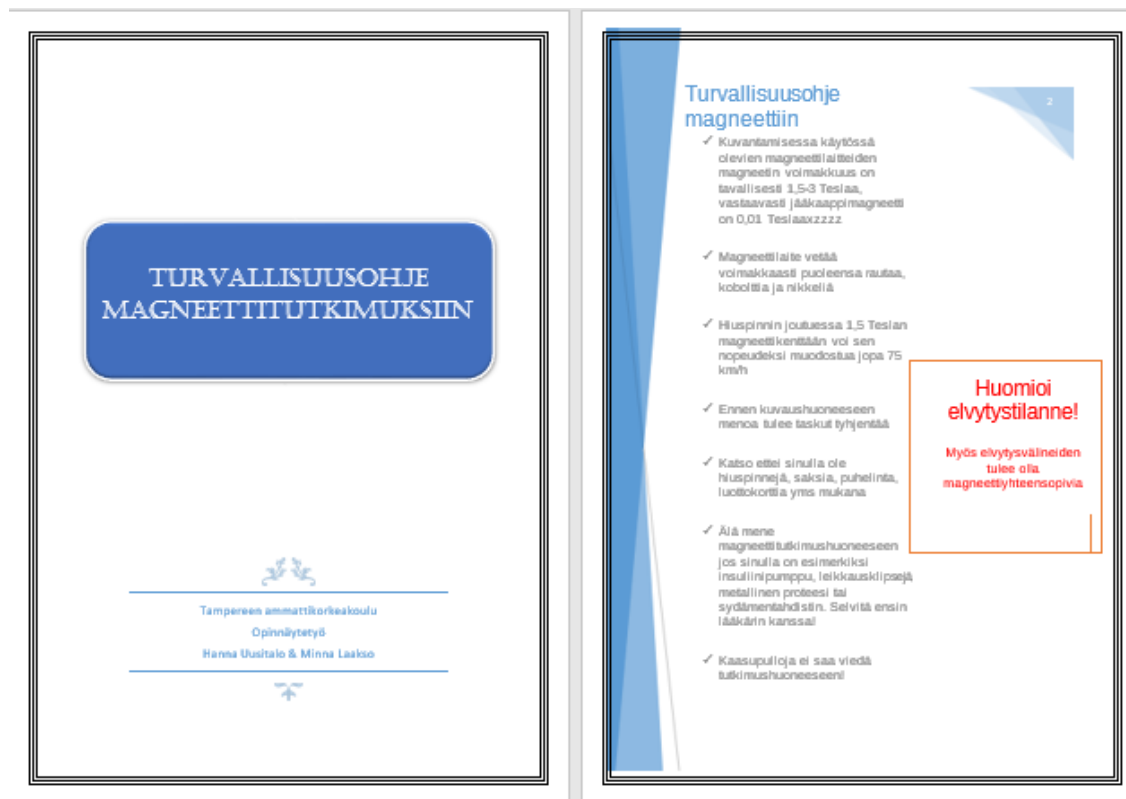 TURVALLISUUSOHJE
MAGNEETTITUTKIMUKSIIN
Tampereen ammattikorkeakoulu
Opinnäytetyö
Hanna Uusitalo & Minna Laakso
2
Turvallisuusohje
magneettiin
✓ Kuvantamisessa käytössä
olevien magneettilaitteiden
magneetin voimakkuus on
tavallisesti 1,5-3 Teslaa,
vastaavasti jääkaappimagneetti
on 0,01 Teslaaxzzzz
✓ Magneettilaite vetää
voimakkaasti puoleensa rautaa,
kobolttia ja nikkeliä
✓ Hiuspinnin joutuessa 1,5 Teslan
magneettikenttään voi sen
nopeudeksi muodostua jopa 75
km/h
✓ Ennen kuvaushuoneeseen
menoa tulee taskut tyhjentää
✓ Katso ettei sinulla ole
hiuspinnejä, saksia, puhelinta,
luottokorttia yms mukana
✓ Älä mene
magneettitutkimushuoneeseen
jos sinulla on esimerkiksi
insuliinipumppu, leikkausklipsejä
metallinen proteesi tai
sydämentahdistin. Selvitä ensin
lääkärin kanssa!
✓ Kaasupulloja ei saa viedä
tutkimushuoneeseen!
Huomioi
elvytystilanne!
Myös elvytysvälineiden
tulee olla
magneettiyhteensopivia